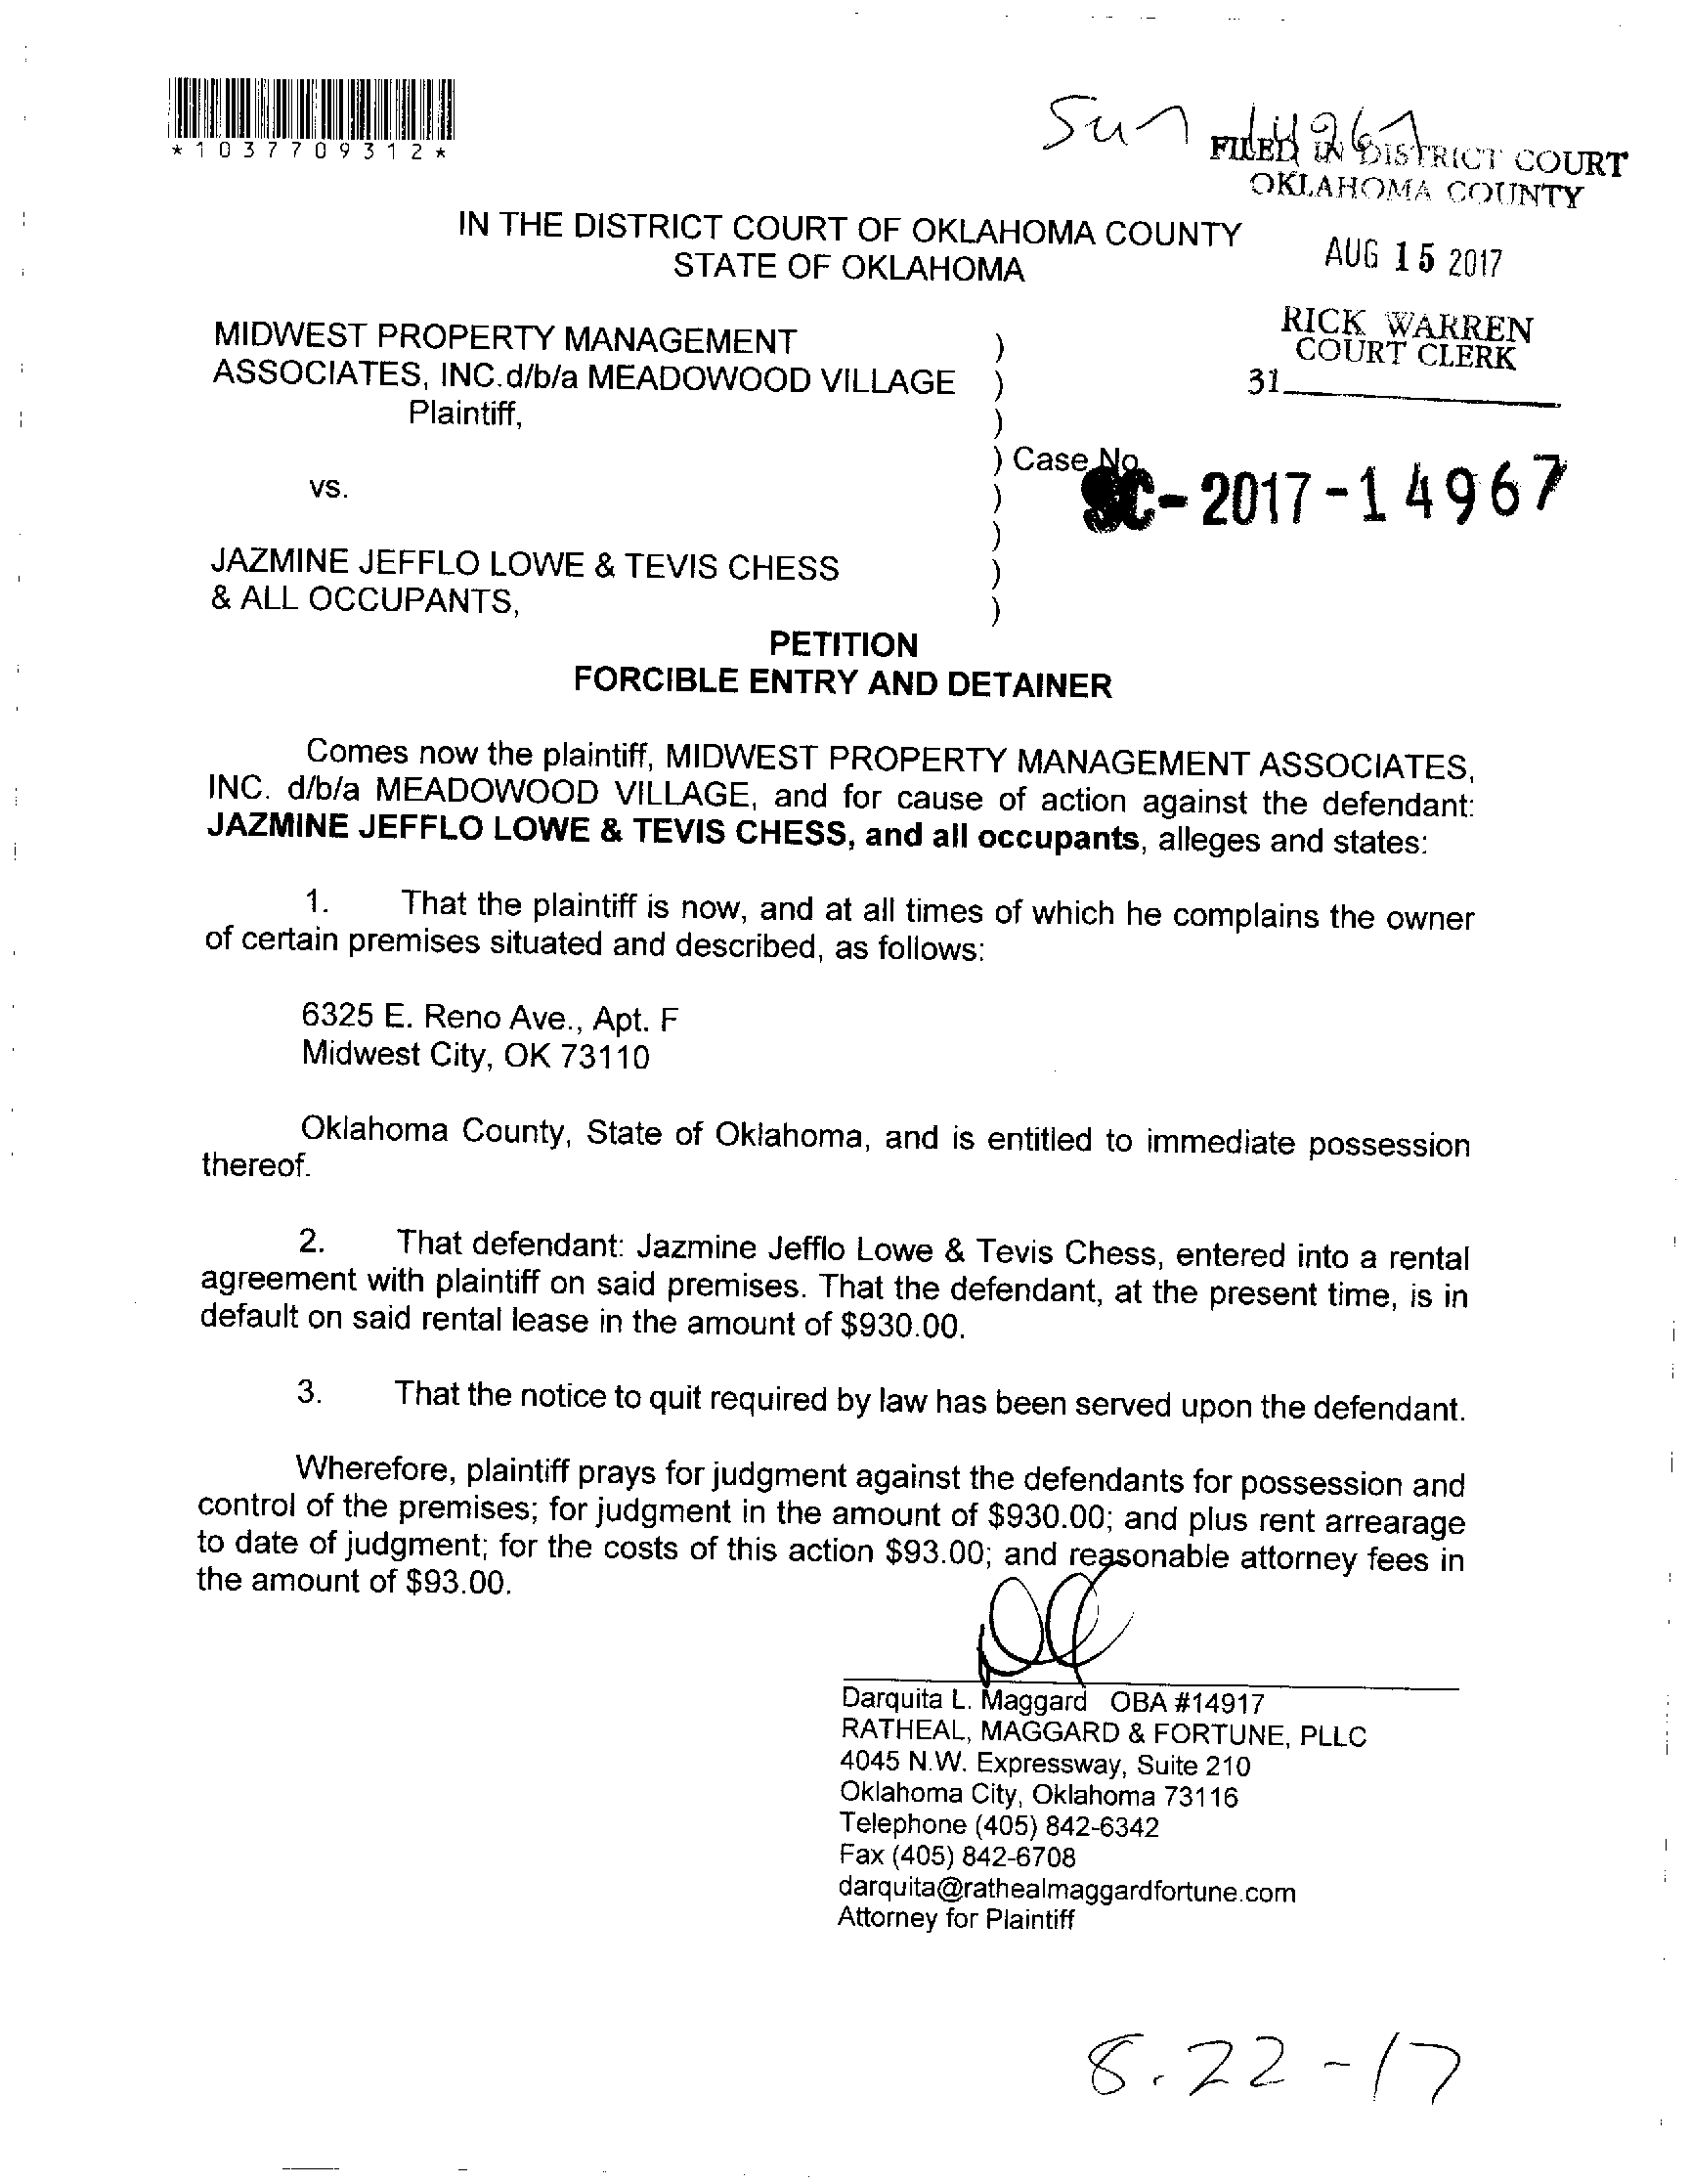 *1037709312*
Sum
FILED IN DISTRICT COURT
OKLAHOMA COUNTY
IN THE DISTRICT COURT OF OKLAHOMA COUNTY
STATE OF OKLAHOMA
AUG 15 2017
RICK WARREN
COURT CLERK
31
MIDWEST PROPERTY MANAGEMENT )
ASSOCIATES, INC.d/b/a MEADOWOOD VILLAGE )
Plaintiff, )
) Case No.
SC-2017-14967
vs. )
)
JAZMINE JEFFLO LOWE & TEVIS CHESS )
& ALL OCCUPANTS, )
PETITION
FORCIBLE ENTRY AND DETAINER
Comes now the plaintiff, MIDWEST PROPERTY MANAGEMENT ASSOCIATES,
INC. d/b/a MEADOWOOD VILLAGE, and for cause of action against the defendant:
JAZMINE JEFFLO LOWE & TEVIS CHESS, and all occupants, alleges and states:
1. That the plaintiff is now, and at all times of which he complains the owner
of certain premises situated and described, as follows:
6325 E. Reno Ave., Apt. F
Midwest City, OK 73110
Oklahoma County, State of Oklahoma, and is entitled to immediate possession
thereof.
2. That defendant: Jazmine Jefflo Lowe & Tevis Chess, entered into a rental
agreement with plaintiff on said premises. That the defendant, at the present time, is in
default on said rental lease in the amount of $930.00.
3. That the notice to quit required by law has been served upon the defendant.
Wherefore, plaintiff prays for judgment against the defendants for possession and
control of the premises; for judgment in the amount of $930.00; and plus rent arrearage
to date of judgment; for the costs of this action $93.00; and reasonable attorney fees in
the amount of $93.00.
Darquita L. Maggard OBA #14917
RATHEAL, MAGGARD & FORTUNE, PLLC
4045 N.W. Expressway, Suite 210
Oklahoma City, Oklahoma 73116
Telephone (405) 842-6342
Fax (405) 842-6708
darquita@rathealmaggardfortune.com
Attorney for Plaintiff
8.22-17